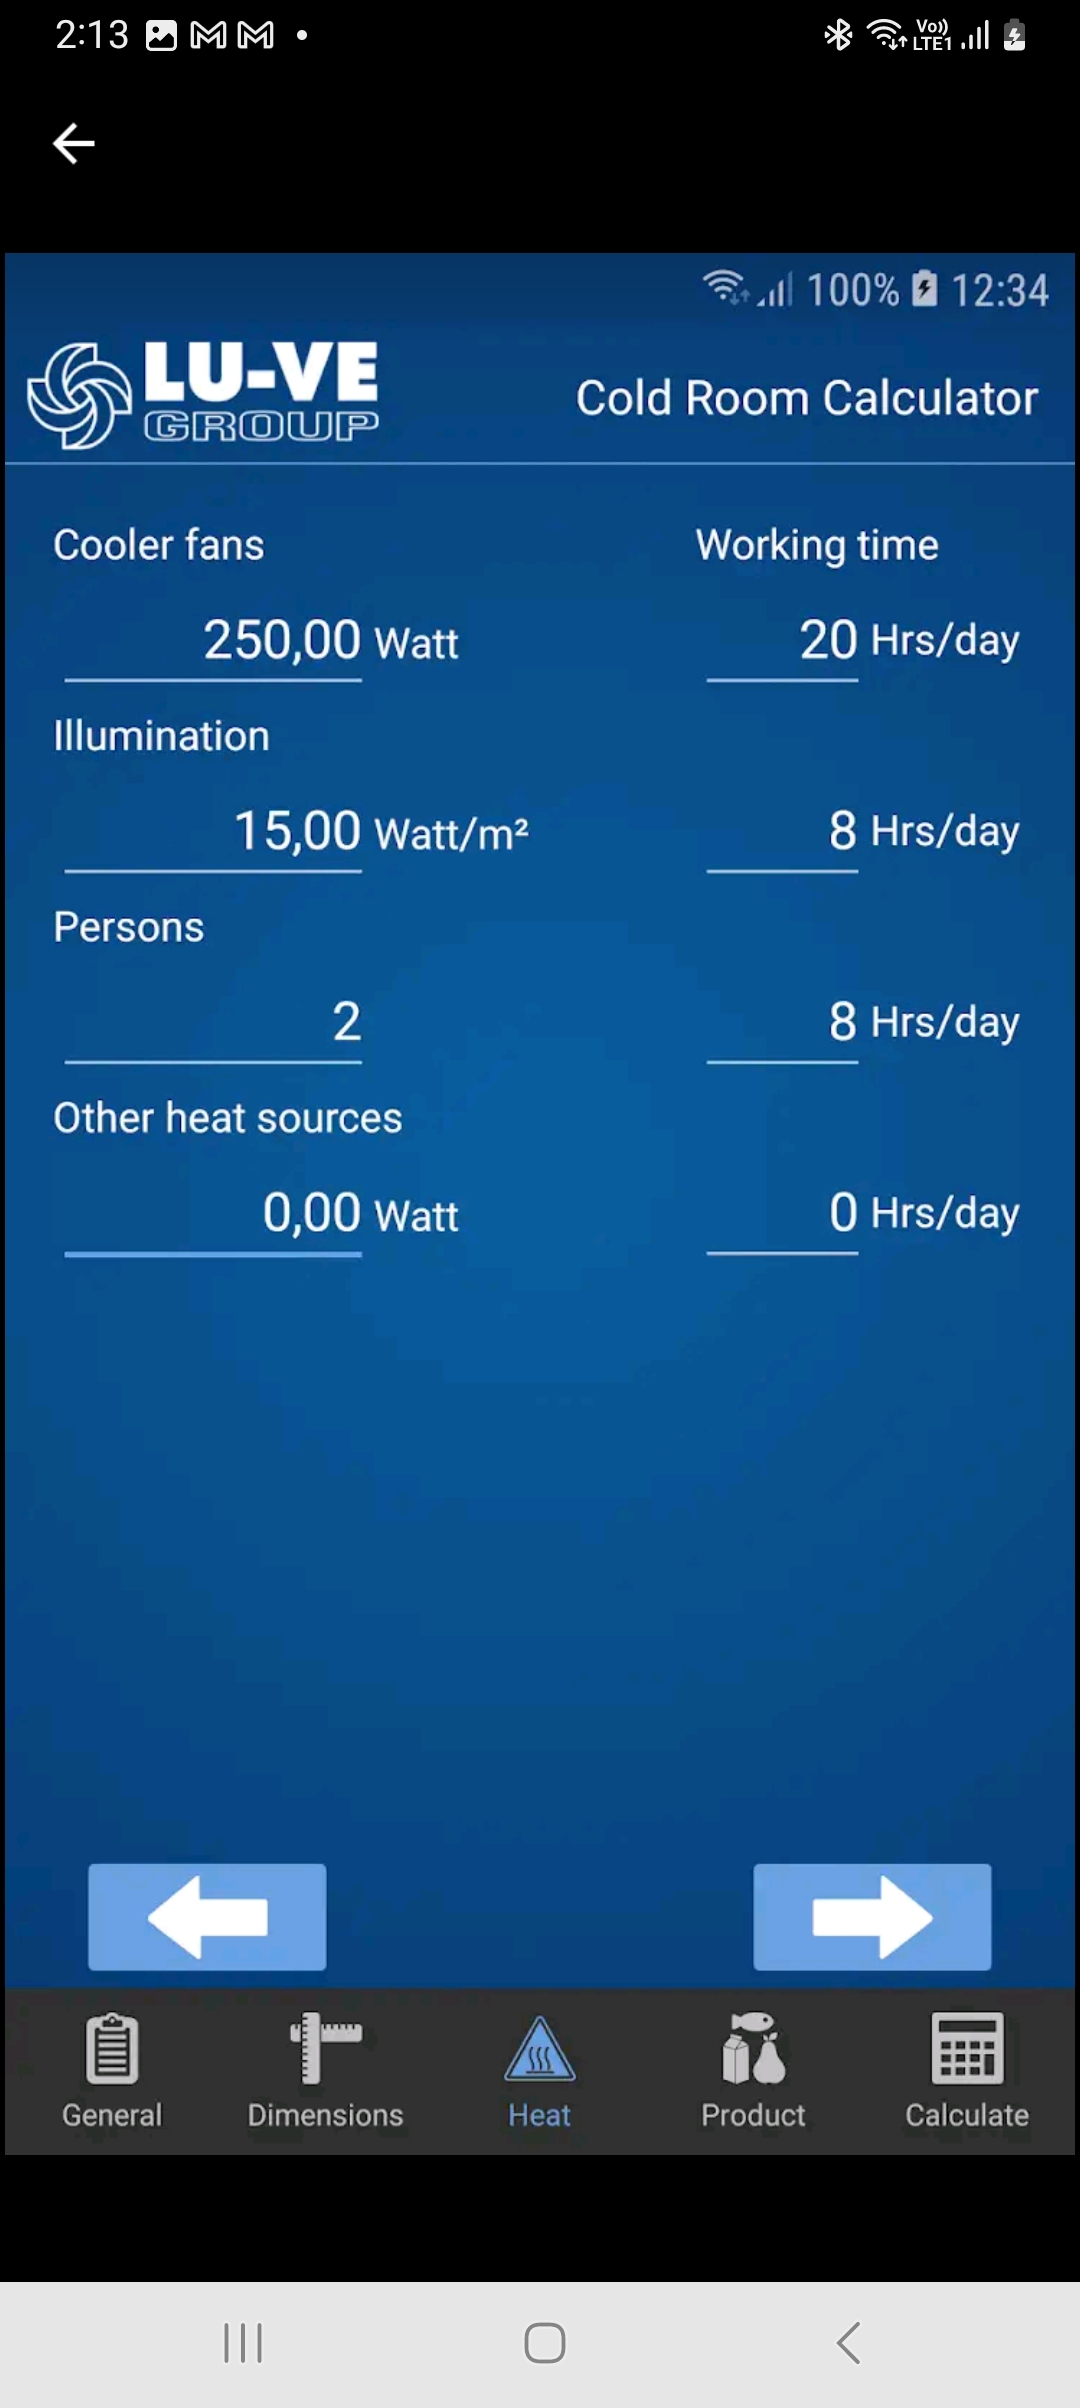 2:13
Vo)) LTE1
100% 12:34
LU-VE
GROUP
Cold Room Calculator
Cooler fans Working time
250,00 Watt 20 Hrs/day
Illumination
15,00 Watt/m² 8 Hrs/day
Persons
2 8 Hrs/day
Other heat sources
0,00 Watt 0 Hrs/day
General Dimensions Heat Product Calculate